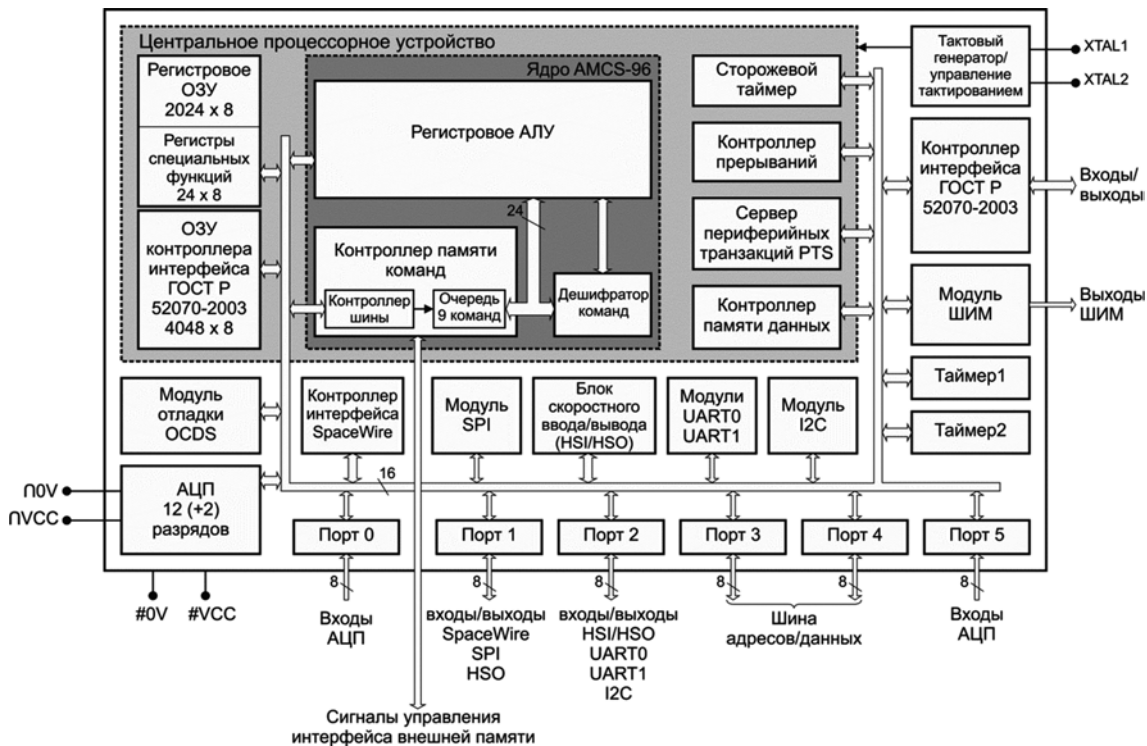 Центральное процессорное устройство
Регистровое
ОЗУ
2024 x 8
Регистры
специальных
функций
24 x 8
ОЗУ
контроллера
интерфейса
ГОСТ Р
52070-2003
4048 x 8
Ядро AMCS-96
Регистровое АЛУ
24
Контроллер памяти
команд
Контроллер
шины
Очередь
9 команд
Дешифратор
команд
Сторожевой
таймер
Контроллер
прерываний
Сервер
периферийных
транзакций PTS
Контроллер
памяти данных
Тактовый
генератор/
управление
тактированием
XTAL1
XTAL2
Контроллер
интерфейса
ГОСТ Р
52070-2003
Входы/
выходы
Модуль
ШИМ
Выходы
ШИМ
Таймер1
Таймер2
Модуль
отладки
OCDS
Контроллер
интерфейса
SpaceWire
Модуль
SPI
Блок
скоростного
ввода/вывода
(HSI/HSO)
Модули
UART0
UART1
Модуль
I2C
16
АЦП
12 (+2)
разрядов
∩0V
∩VCC
#0V
#VCC
Порт 0
Порт 1
Порт 2
Порт 3
Порт 4
Порт 5
8
8
8
8
8
8
Входы
АЦП
входы/выходы
SpaceWire
SPI
HSO
входы/выходы
HSI/HSO
UART0
UART1
I2C
Шина
адресов/данных
Входы
АЦП
Сигналы управления
интерфейса внешней памяти